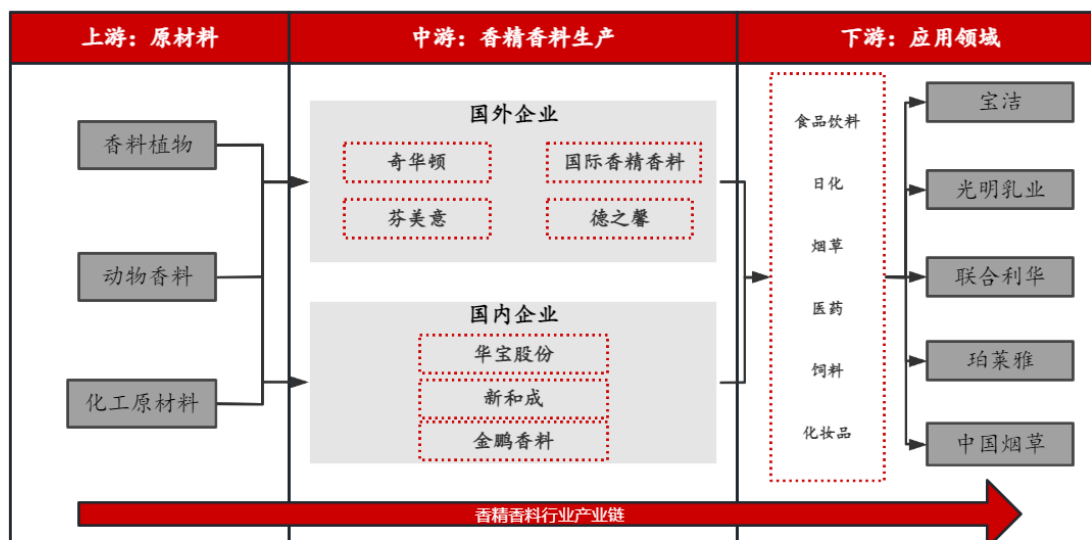 上游：原材料
中游：香精香料生产
下游：应用领域
香料植物
动物香料
化工原材料
国外企业
奇华顿
国际香精香料
芬美意
德之馨
国内企业
华宝股份
新和成
金鹏香料
食品饮料
日化
烟草
医药
饲料
化妆品
宝洁
光明乳业
联合利华
珀莱雅
中国烟草
香精香料行业产业链